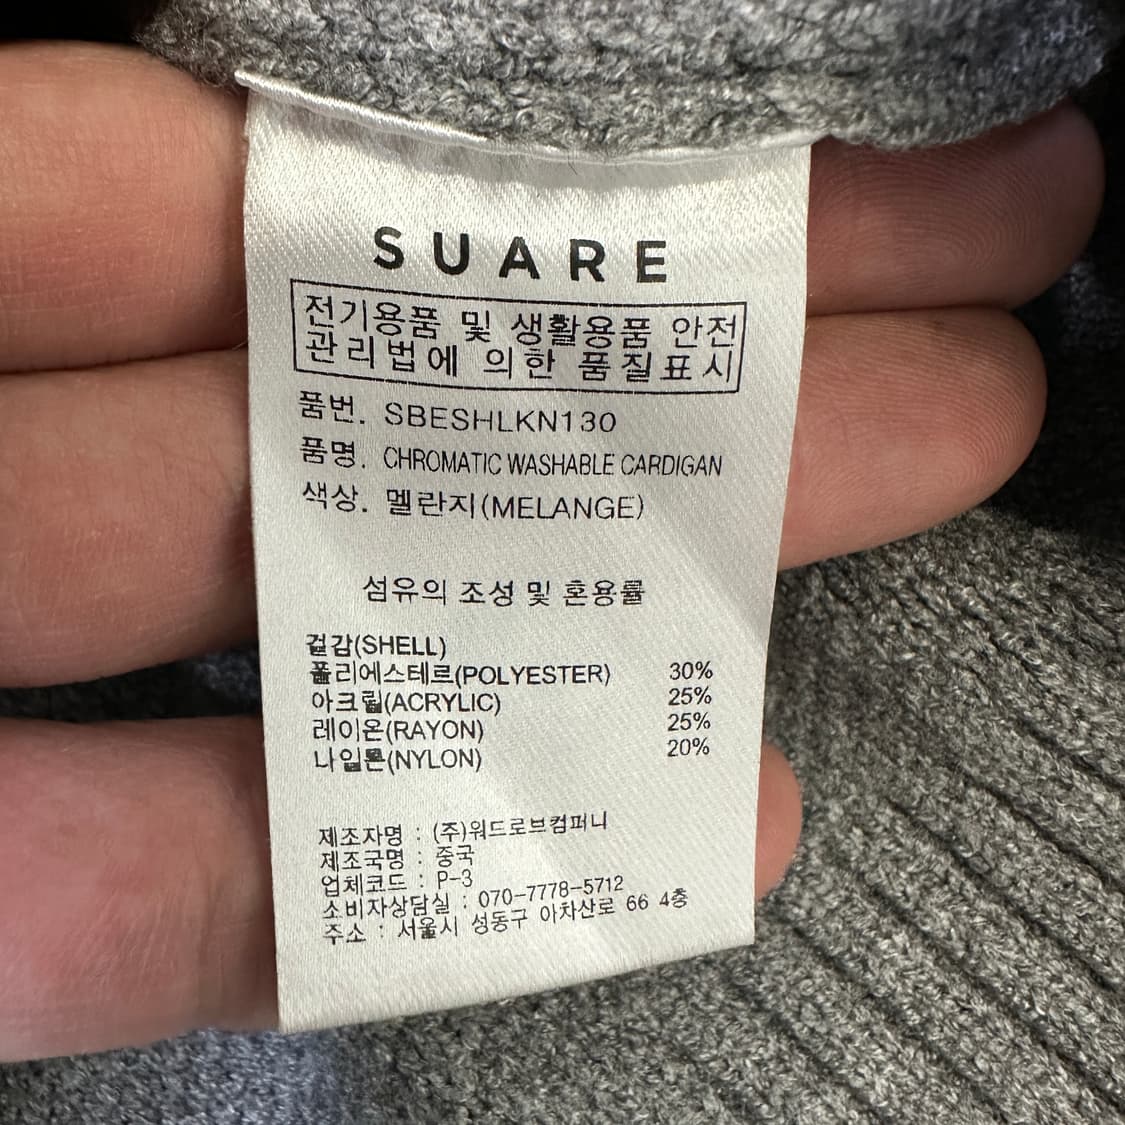 SUARE
전기용품 및 생활용품 안전
관리법에 의한 품질표시
품번. SBESHLKN130
품명. CHROMATIC WASHABLE CARDIGAN
색상. 멜란지(MELANGE)
섬유의 조성 및 혼용률
겉감(SHELL)
폴리에스테르(POLYESTER) 30%
아크릴(ACRYLIC) 25%
레이온(RAYON) 25%
나일론(NYLON) 20%
제조자명 : (주)워드로브컴퍼니
제조국명 : 중국
업체코드 : P-3
소비자상담실 : 070-7778-5712
주소 : 서울시 성동구 아차산로 66 4층